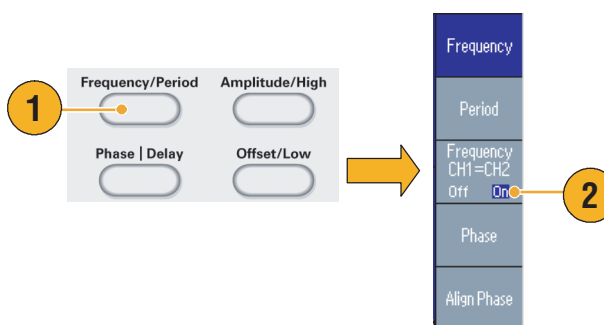 1
Frequency/Period Amplitude/High
Phase | Delay Offset/Low
Frequency
Period
Frequency
CH1=CH2
Off On
2
Phase
Align Phase